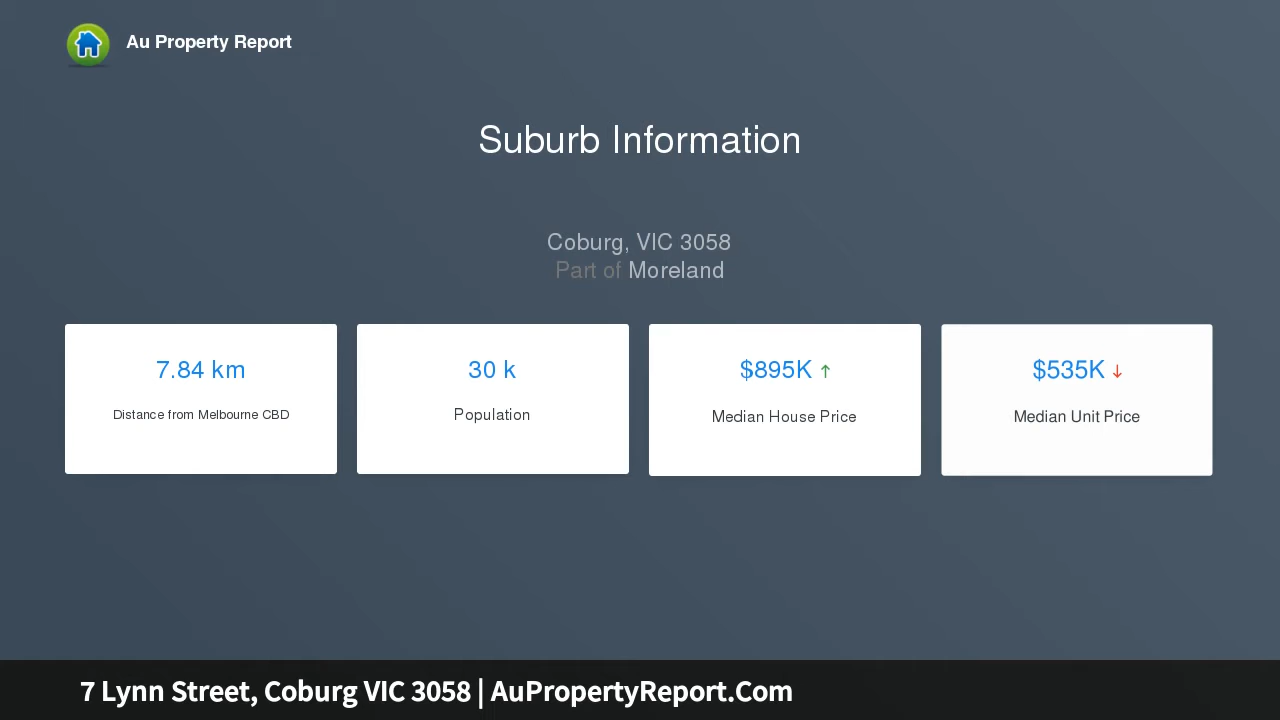 Au Property Report
Suburb Information
Coburg, VIC 3058
Part of Moreland
7.84 km
Distance from Melbourne CBD
30 k
Population
$895K ↑
Median House Price
$535K ↓
Median Unit Price
7 Lynn Street, Coburg VIC 3058 | AuPropertyReport.Com